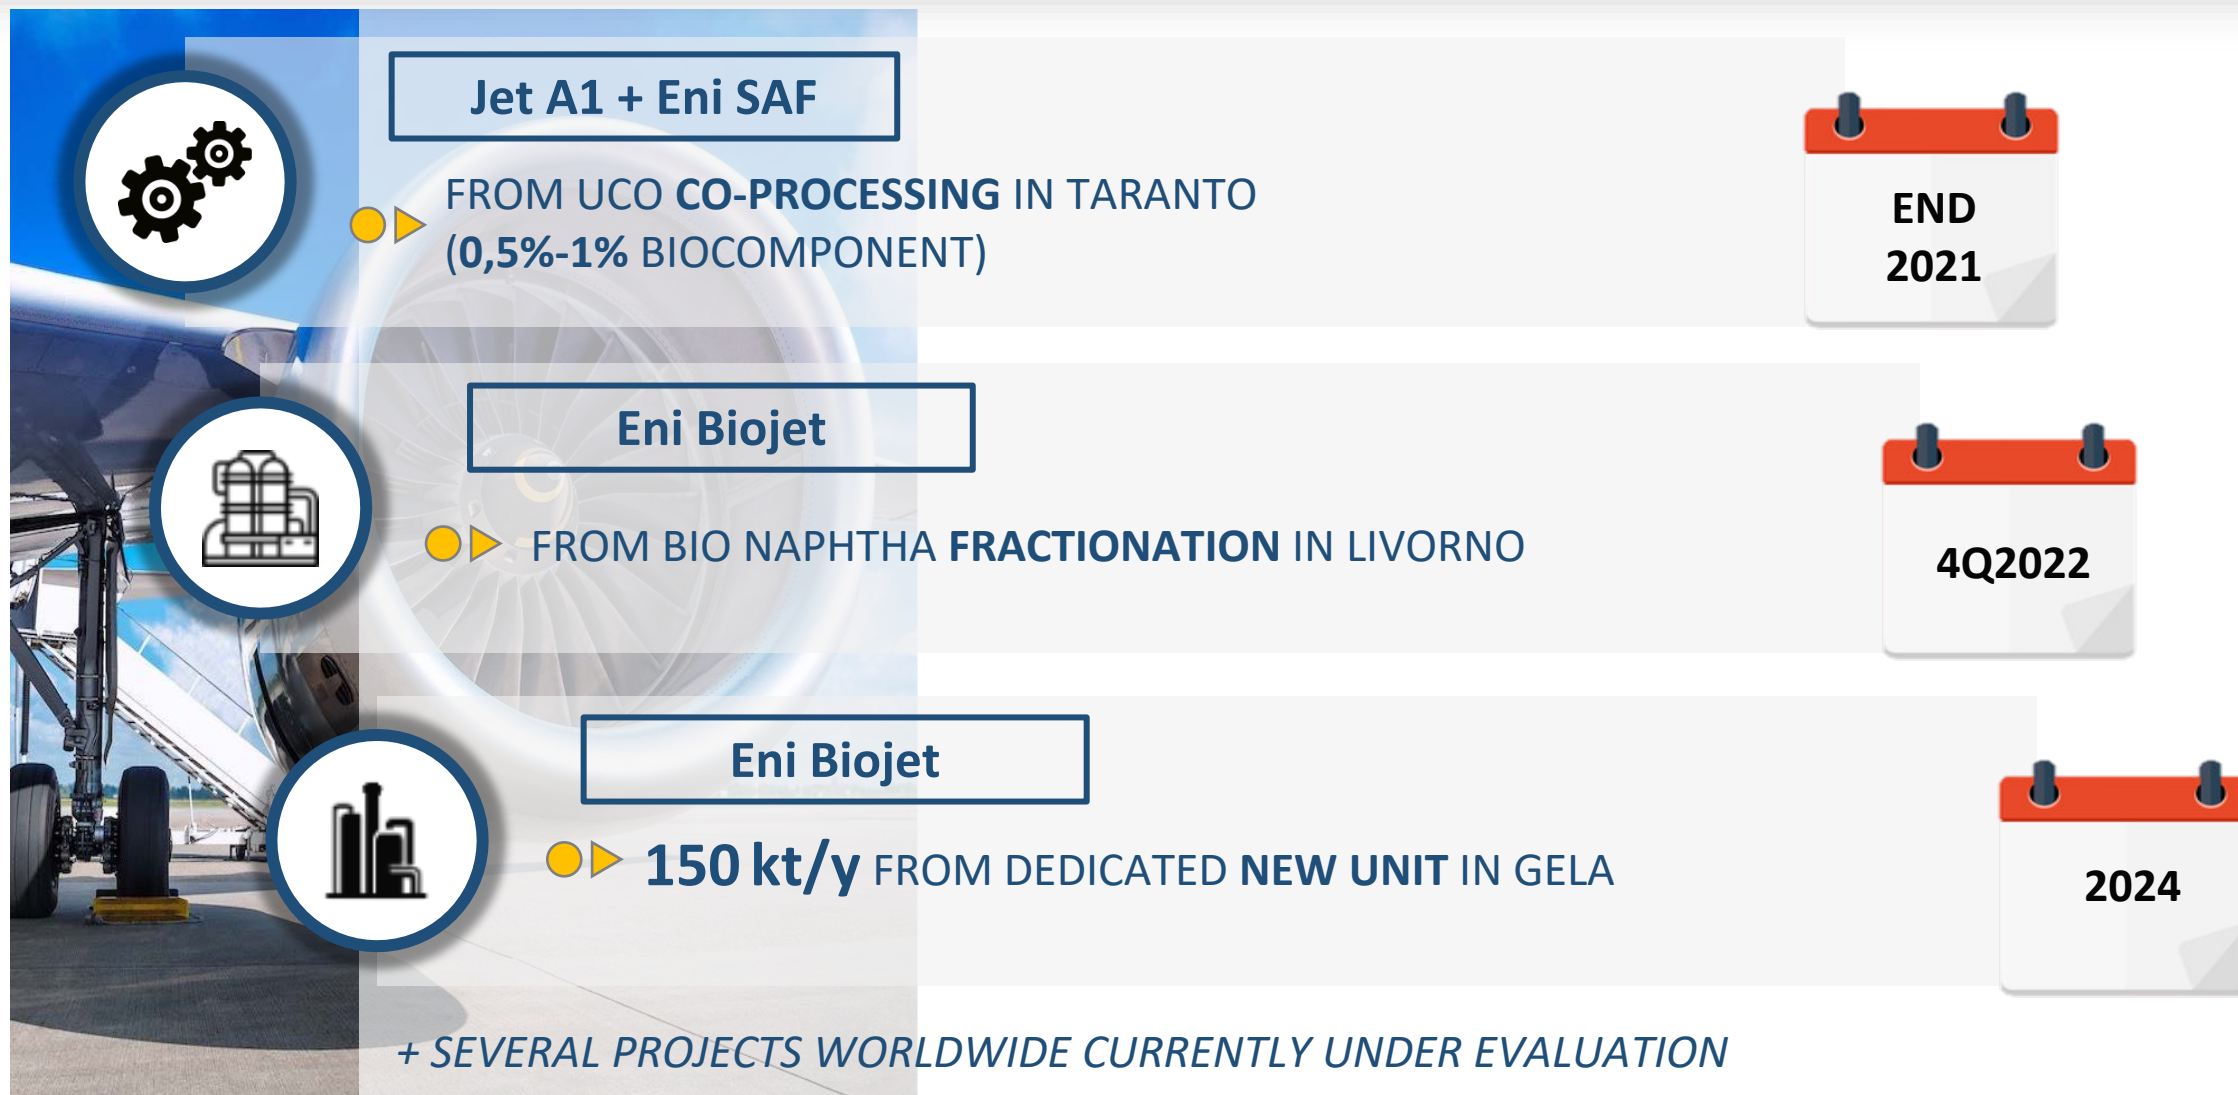 Jet A1 + Eni SAF
FROM UCO CO-PROCESSING IN TARANTO
(0,5%-1% BIOCOMPONENT)
END
2021
Eni Biojet
FROM BIO NAPHTHA FRACTIONATION IN LIVORNO
4Q2022
Eni Biojet
150 kt/y FROM DEDICATED NEW UNIT IN GELA
2024
+ SEVERAL PROJECTS WORLDWIDE CURRENTLY UNDER EVALUATION